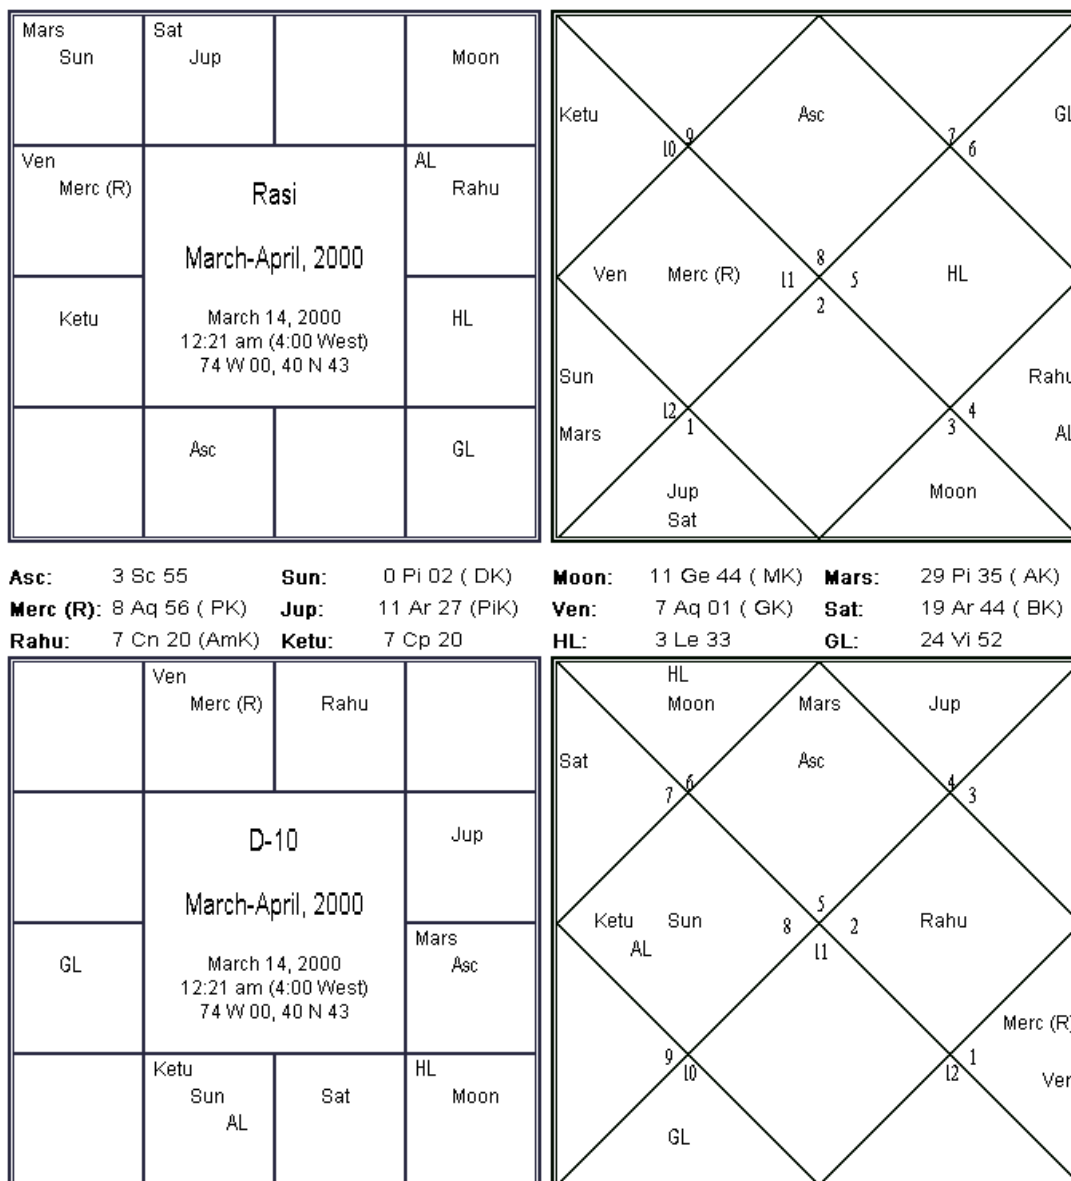 Mars
Sun
Sat
Jup
Moon
Ven
Merc (R)
AL
Rahu
Rasi
March-April, 2000
March 14, 2000
12:21 am (4:00 West)
74 W 00, 40 N 43
Ketu
HL
Asc
GL
Ketu
Asc
GL
9
7
10
6
8
Ven
Merc (R)
11
5
HL
2
Sun
Rahu
12
4
1
3
Mars
AL
Jup
Moon
Sat
Asc: 3 Sc 55 Sun: 0 Pi 02 ( DK) Moon: 11 Ge 44 ( MK) Mars: 29 Pi 35 ( AK)
Merc (R): 8 Aq 56 ( PK) Jup: 11 Ar 27 (PiK) Ven: 7 Aq 01 ( GK) Sat: 19 Ar 44 ( BK)
Rahu: 7 Cn 20 (AmK) Ketu: 7 Cp 20 HL: 3 Le 33 GL: 24 Vi 52
Ven
Merc (R)
Rahu
Jup
D-10
March-April, 2000
March 14, 2000
12:21 am (4:00 West)
74 W 00, 40 N 43
GL
Mars
Asc
Ketu
Sun
AL
Sat
HL
Moon
HL
Moon
Mars
Jup
Sat
Asc
6
4
7
3
5
Ketu
Sun
8
2
Rahu
AL
11
Merc (R)
9
1
10
12
Ven
GL